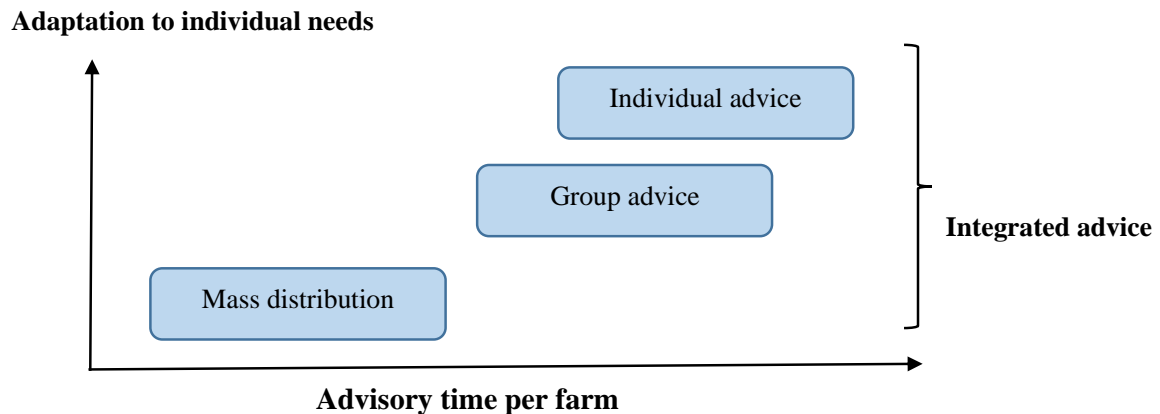 Adaptation to individual needs
Individual advice
Group advice
Integrated advice
Mass distribution
Advisory time per farm